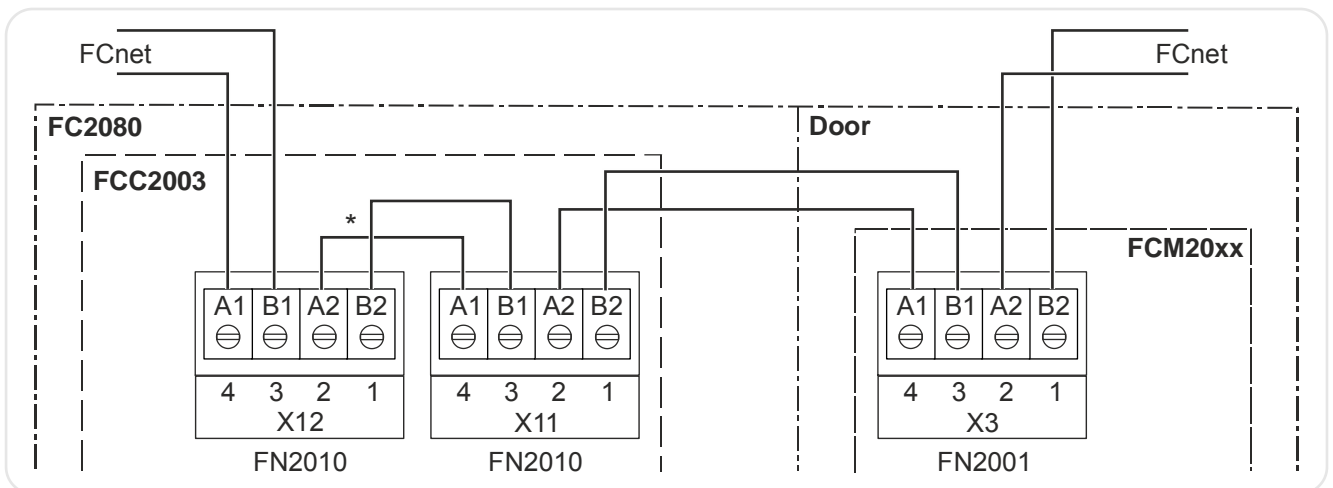 FCnet
FCnet
FC2080
Door
FCC2003
*
FCM20xx
A1 B1 A2 B2
A1 B1 A2 B2
A1 B1 A2 B2
4 3 2 1
4 3 2 1
4 3 2 1
X12
X11
X3
FN2010
FN2010
FN2001